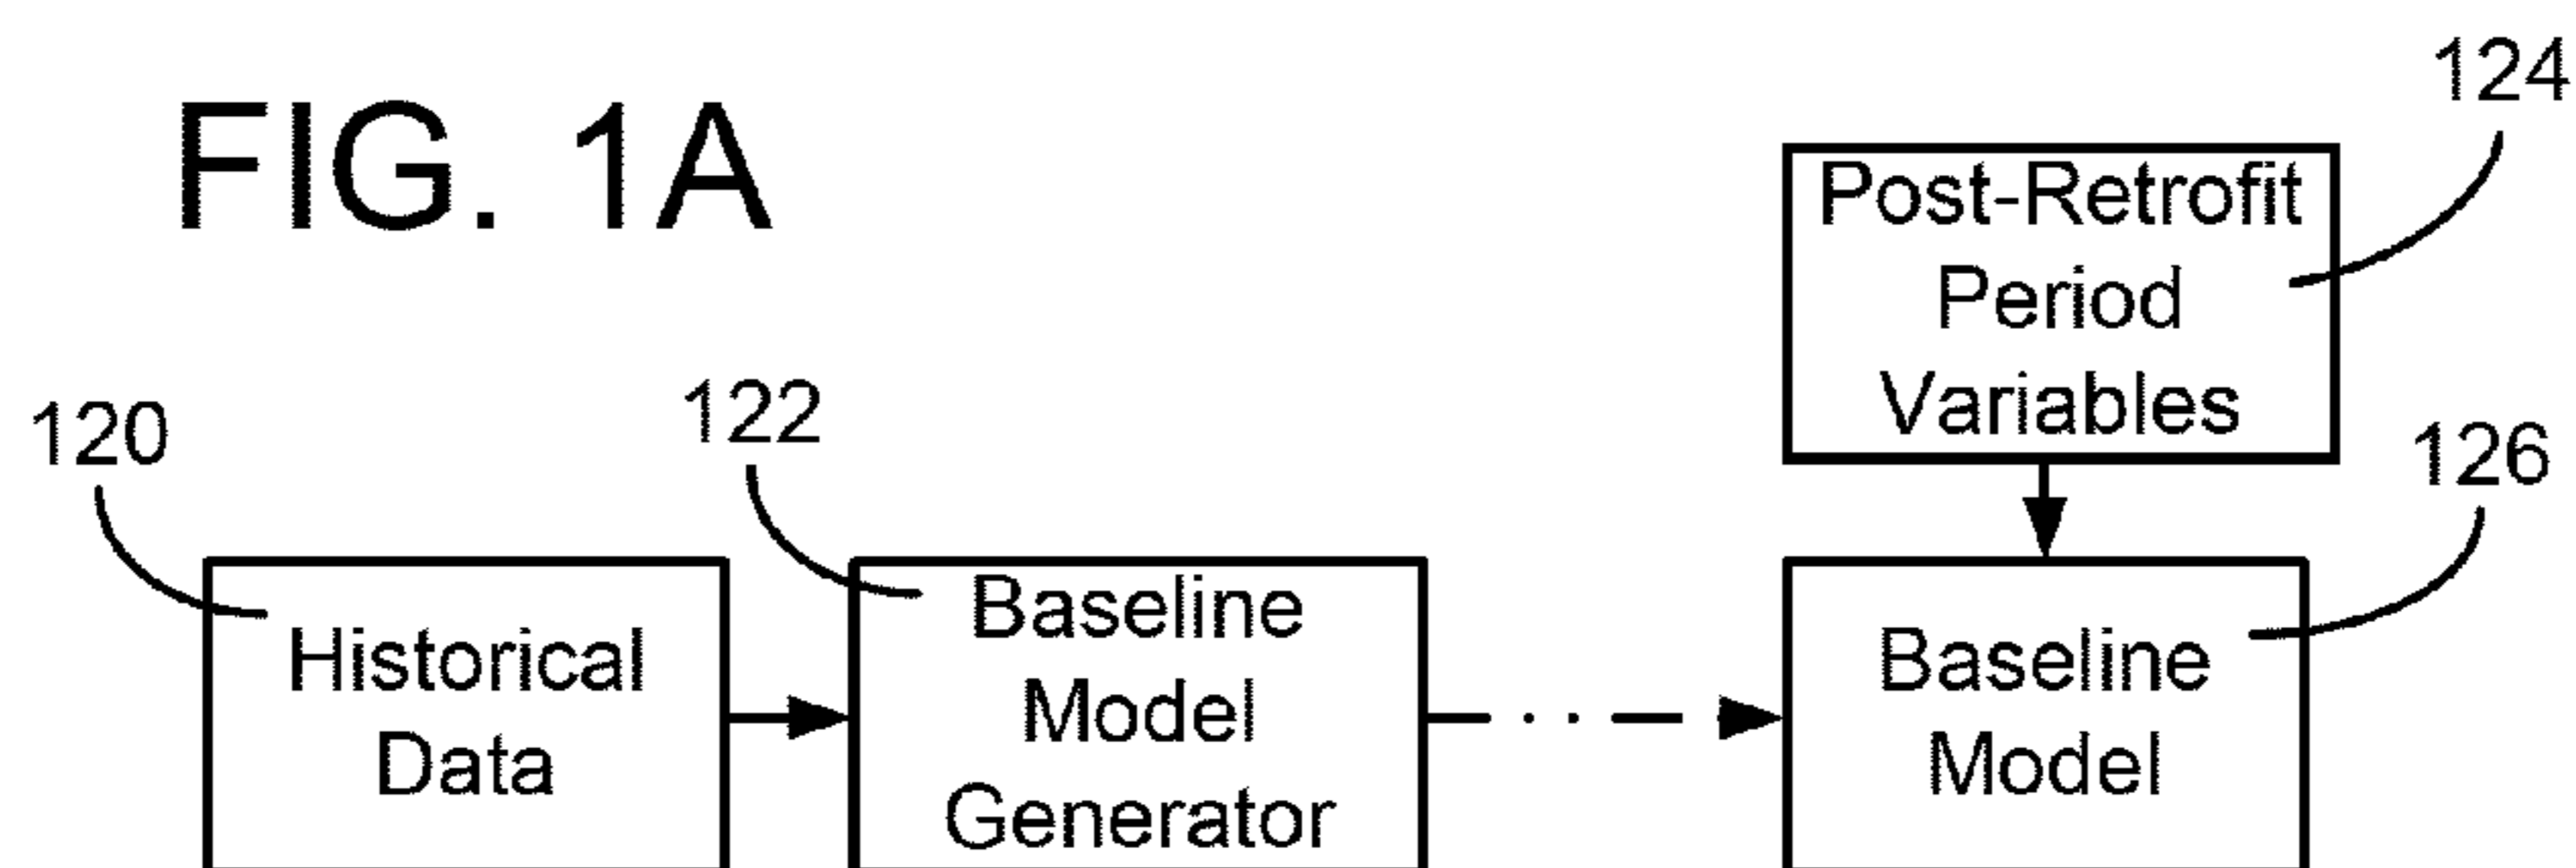 FIG. 1A
124
Post-Retrofit
Period
Variables
120
122
126
Historical
Data
Baseline
Model
Generator
Baseline
Model